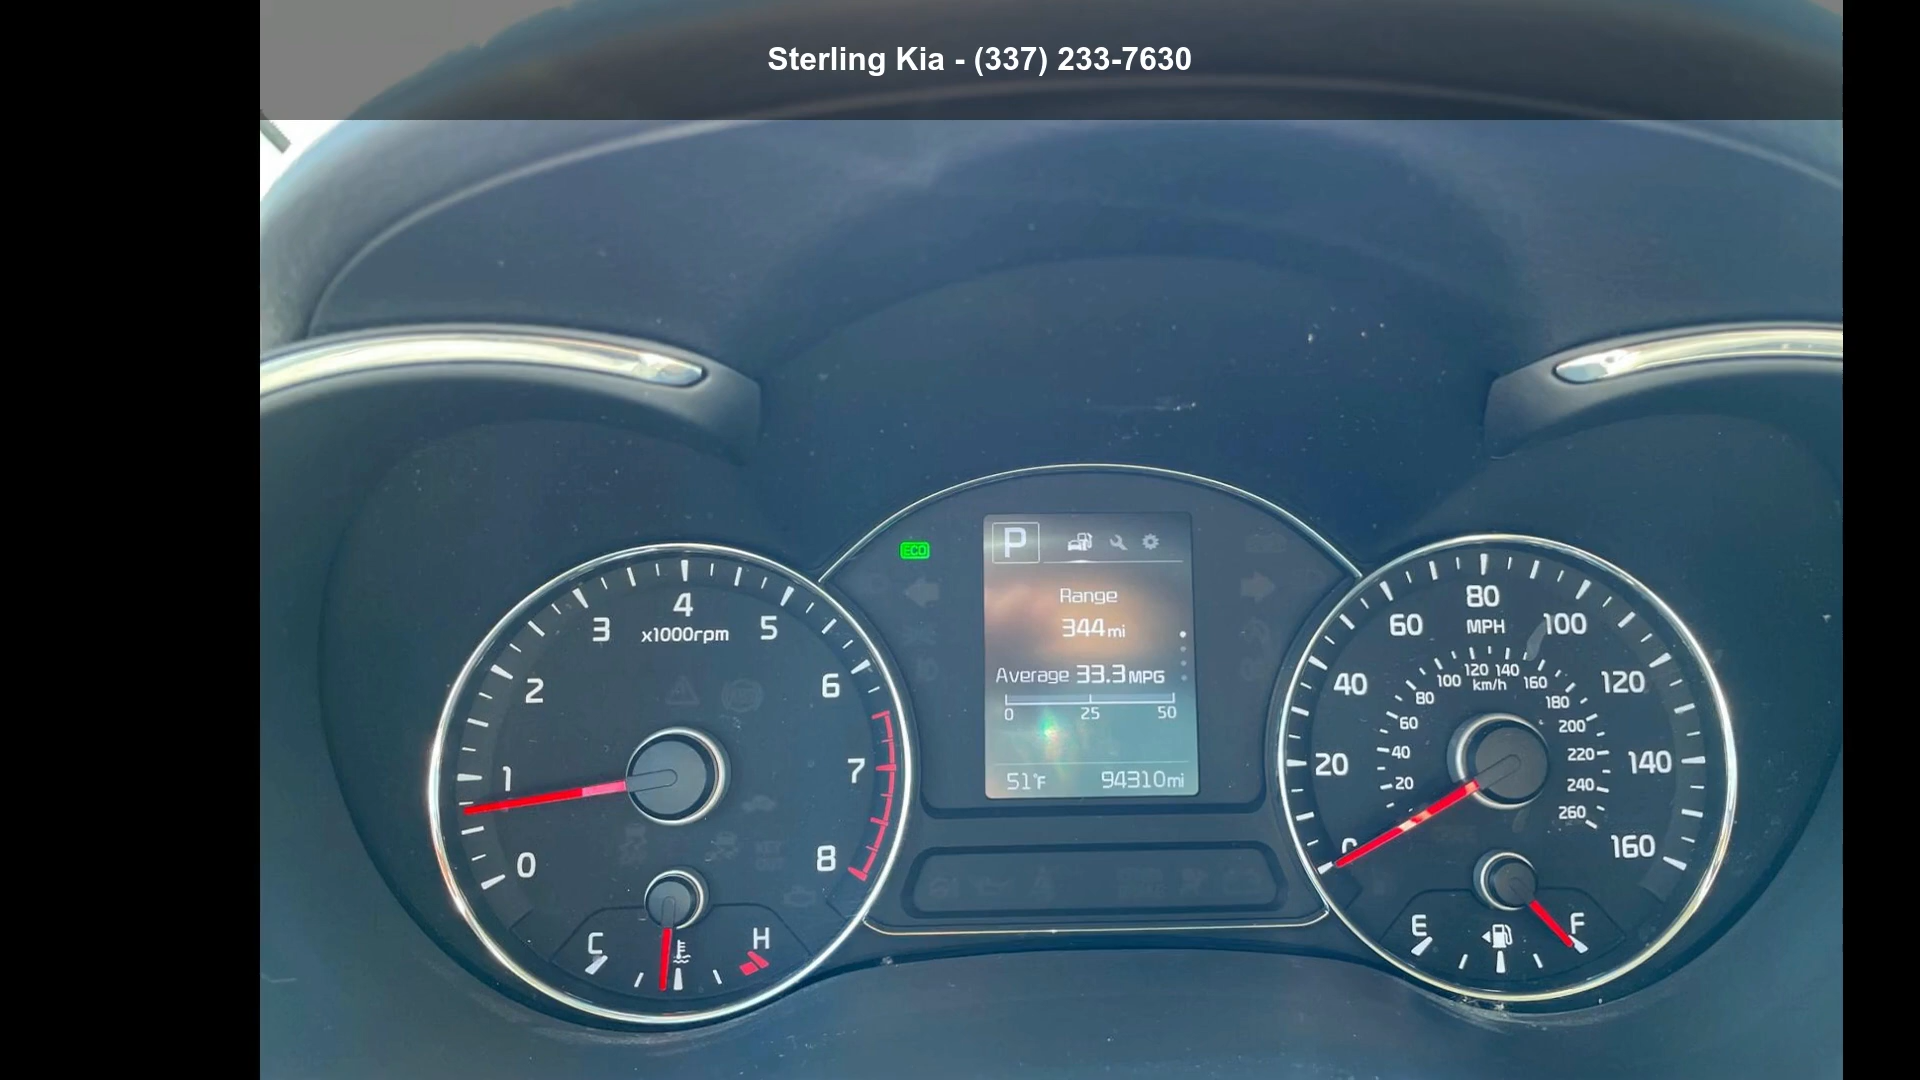 Sterling Kia - (337) 233-7630
ECO
P
Range
344mi
Average 33.3MPG
0 25 50
51°F 94310mi
0 1 2 3 4 5 6 7 8
x1000rpm
C H
0 20 40 60 80 100 120 140 160
MPH
20 40 60 80 100 120 140 160 180 200 220 240 260
km/h
E F